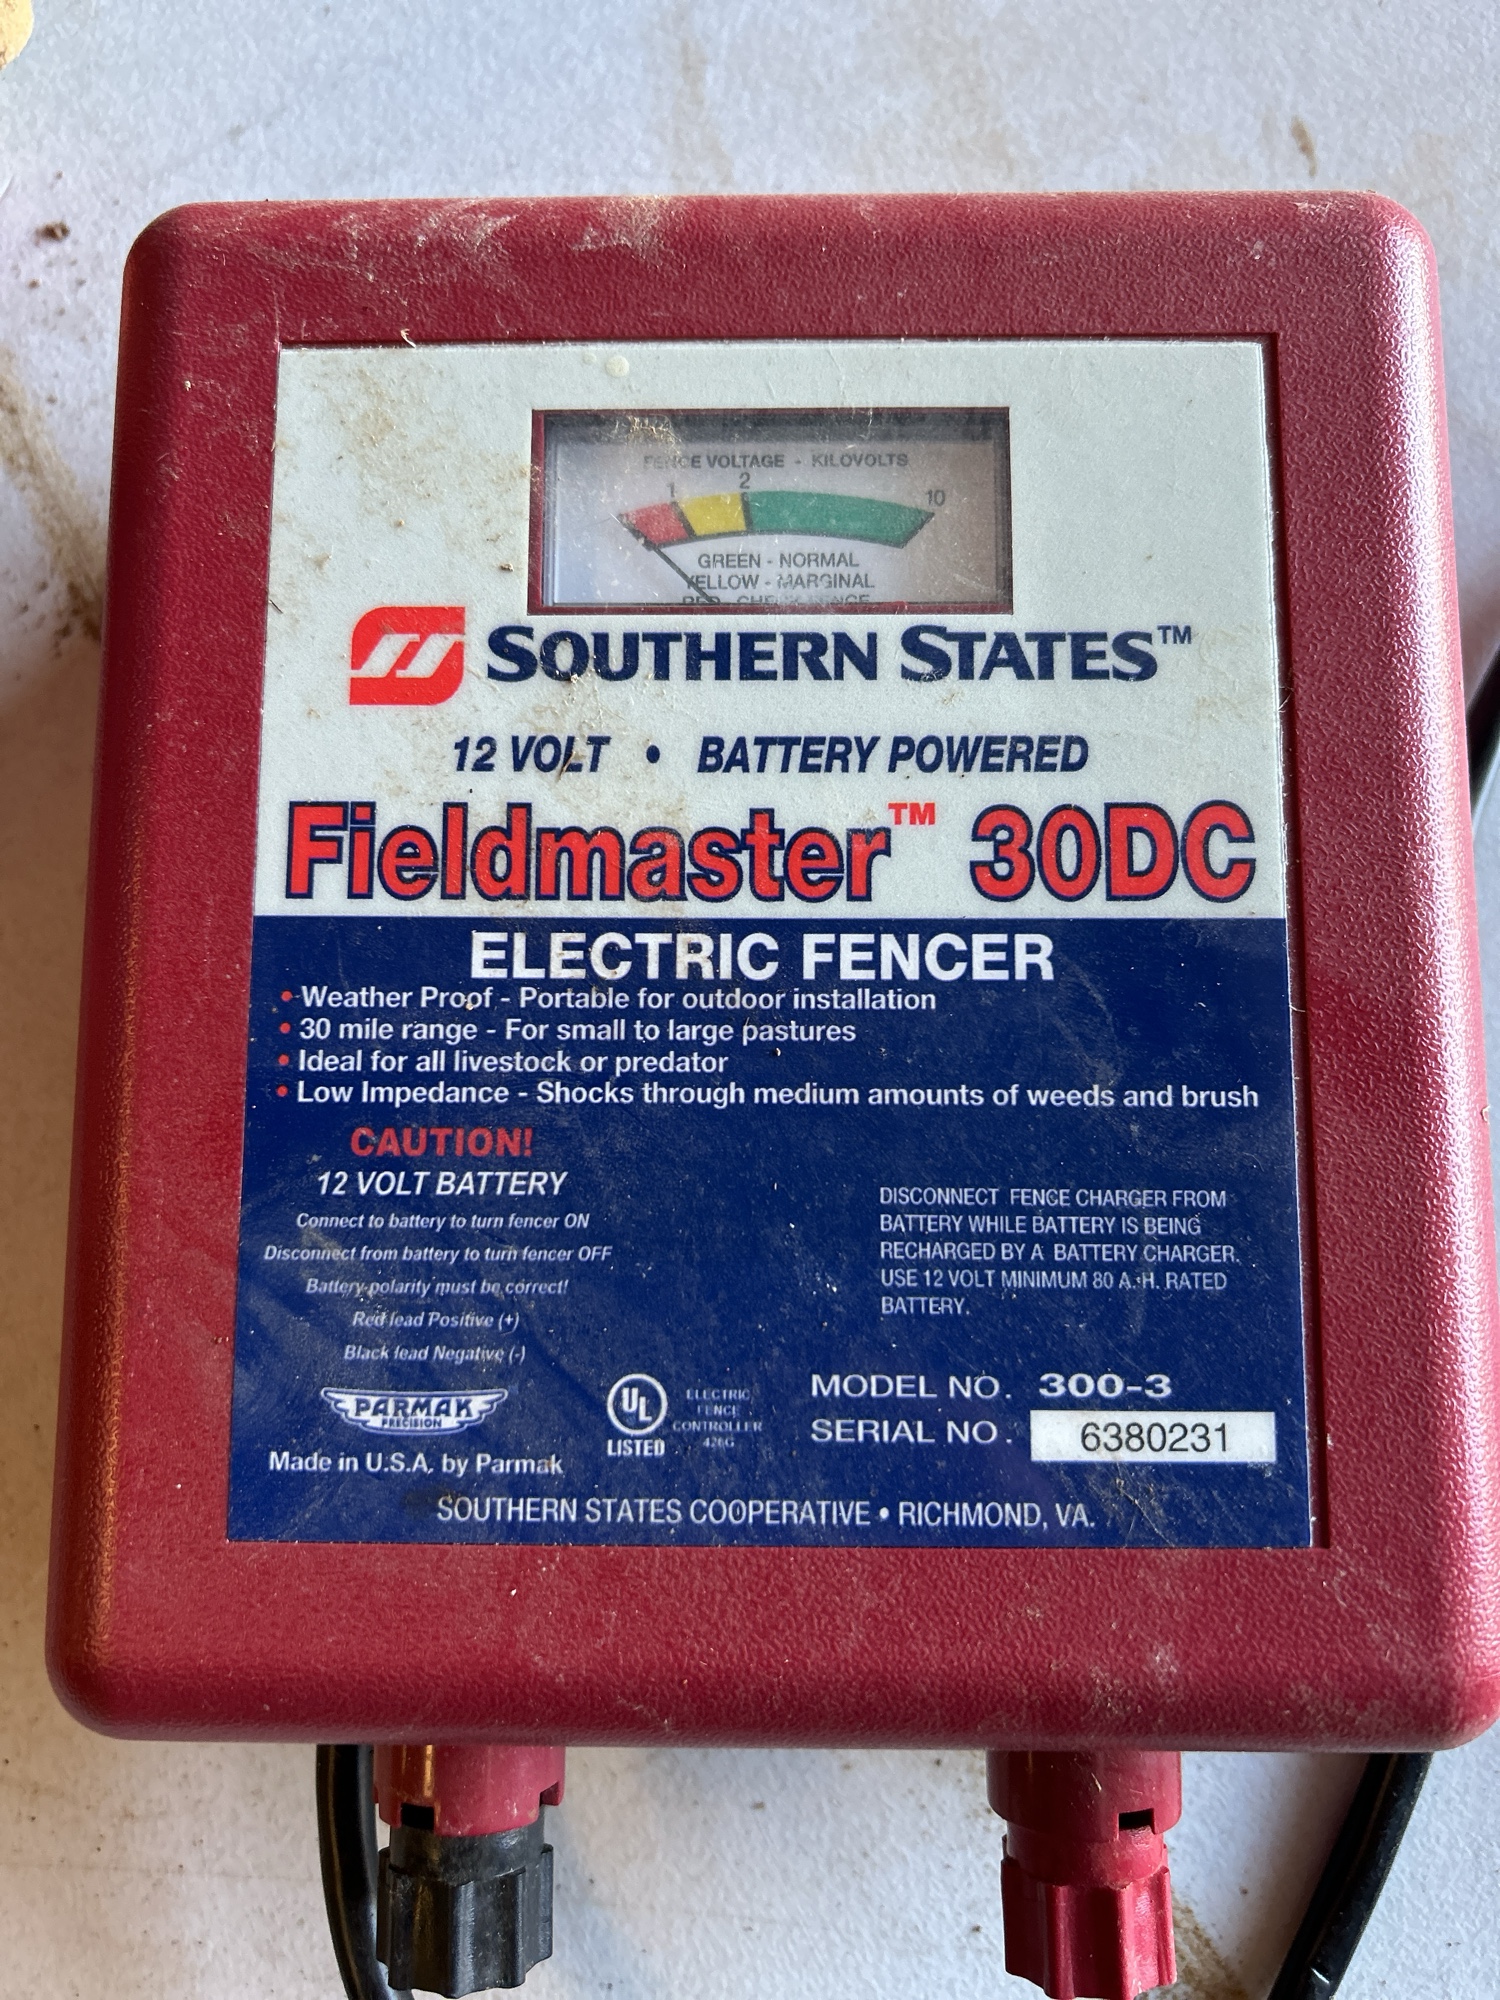 FENCE VOLTAGE - KILOVOLTS
1 2 10
GREEN - NORMAL
YELLOW - MARGINAL
RED - CHECK FENCE
SOUTHERN STATES™
12 VOLT • BATTERY POWERED
Fieldmaster™ 30DC
ELECTRIC FENCER
• Weather Proof - Portable for outdoor installation
• 30 mile range - For small to large pastures
• Ideal for all livestock or predator
• Low Impedance - Shocks through medium amounts of weeds and brush
CAUTION!
12 VOLT BATTERY
Connect to battery to turn fencer ON
Disconnect from battery to turn fencer OFF
Battery polarity must be correct!
Red lead Positive (+)
Black lead Negative (-)
DISCONNECT FENCE CHARGER FROM
BATTERY WHILE BATTERY IS BEING
RECHARGED BY A BATTERY CHARGER.
USE 12 VOLT MINIMUM 80 A.-H. RATED
BATTERY.
PARMAK
PRECISION
Made in U.S.A. by Parmak
UL
LISTED
ELECTRIC
FENCE
CONTROLLER
426G
MODEL NO. 300-3
SERIAL NO. 6380231
SOUTHERN STATES COOPERATIVE • RICHMOND, VA.